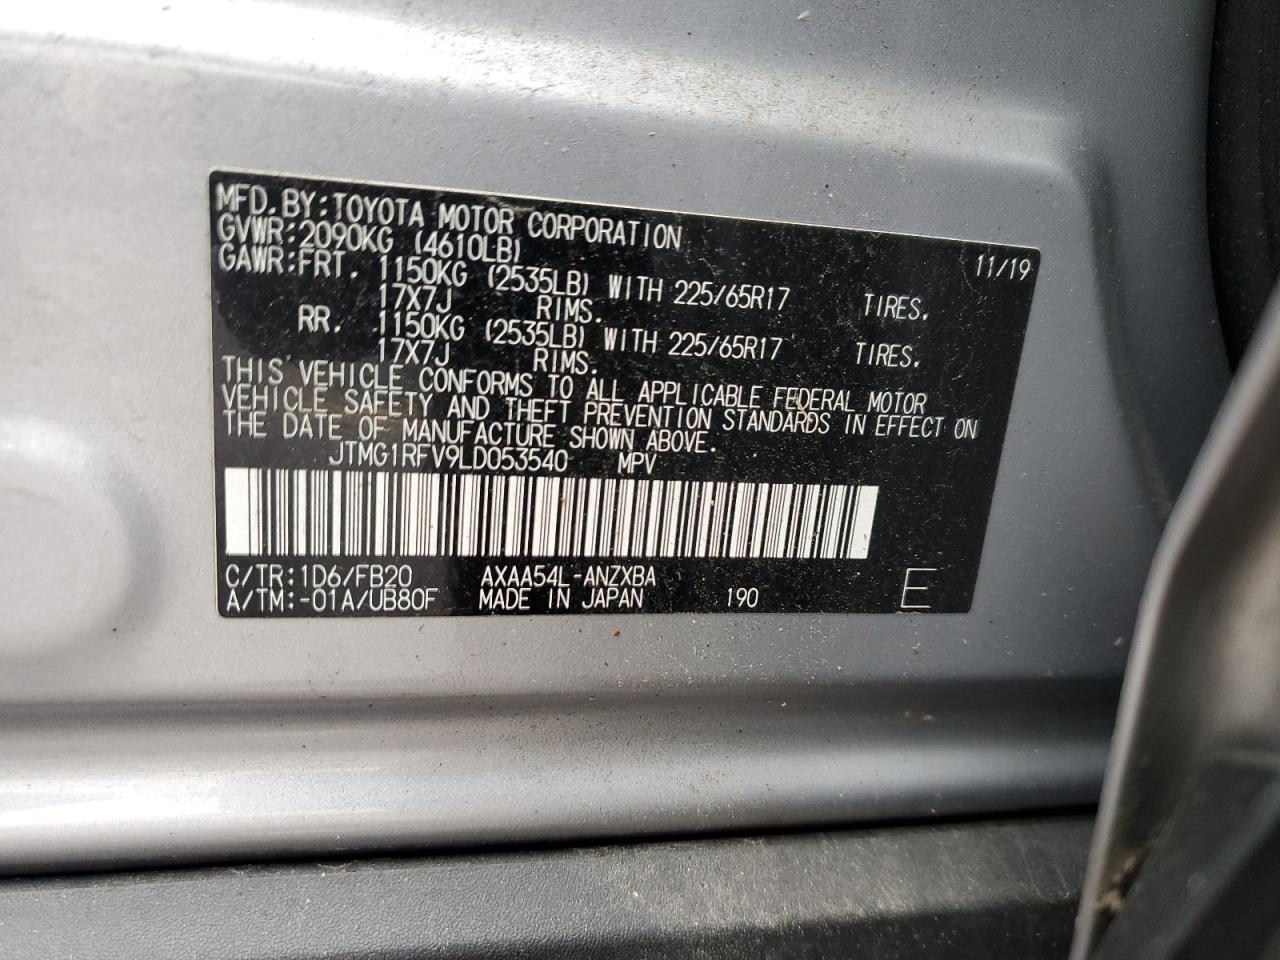 MFD. BY:TOYOTA MOTOR CORPORATION 11/19
GVWR:2090KG (4610LB)
GAWR:FRT. 1150KG (2535LB) WITH 225/65R17 TIRES.
17X7J RIMS.
RR. 1150KG (2535LB) WITH 225/65R17 TIRES.
17X7J RIMS.
THIS VEHICLE CONFORMS TO ALL APPLICABLE FEDERAL MOTOR
VEHICLE SAFETY AND THEFT PREVENTION STANDARDS IN EFFECT ON
THE DATE OF MANUFACTURE SHOWN ABOVE.
JTMG1RFV9LD053540 MPV
C/TR:1D6/FB20 AXAA54L-ANZXBA
A/TM:-01A/UB80F MADE IN JAPAN 190 E